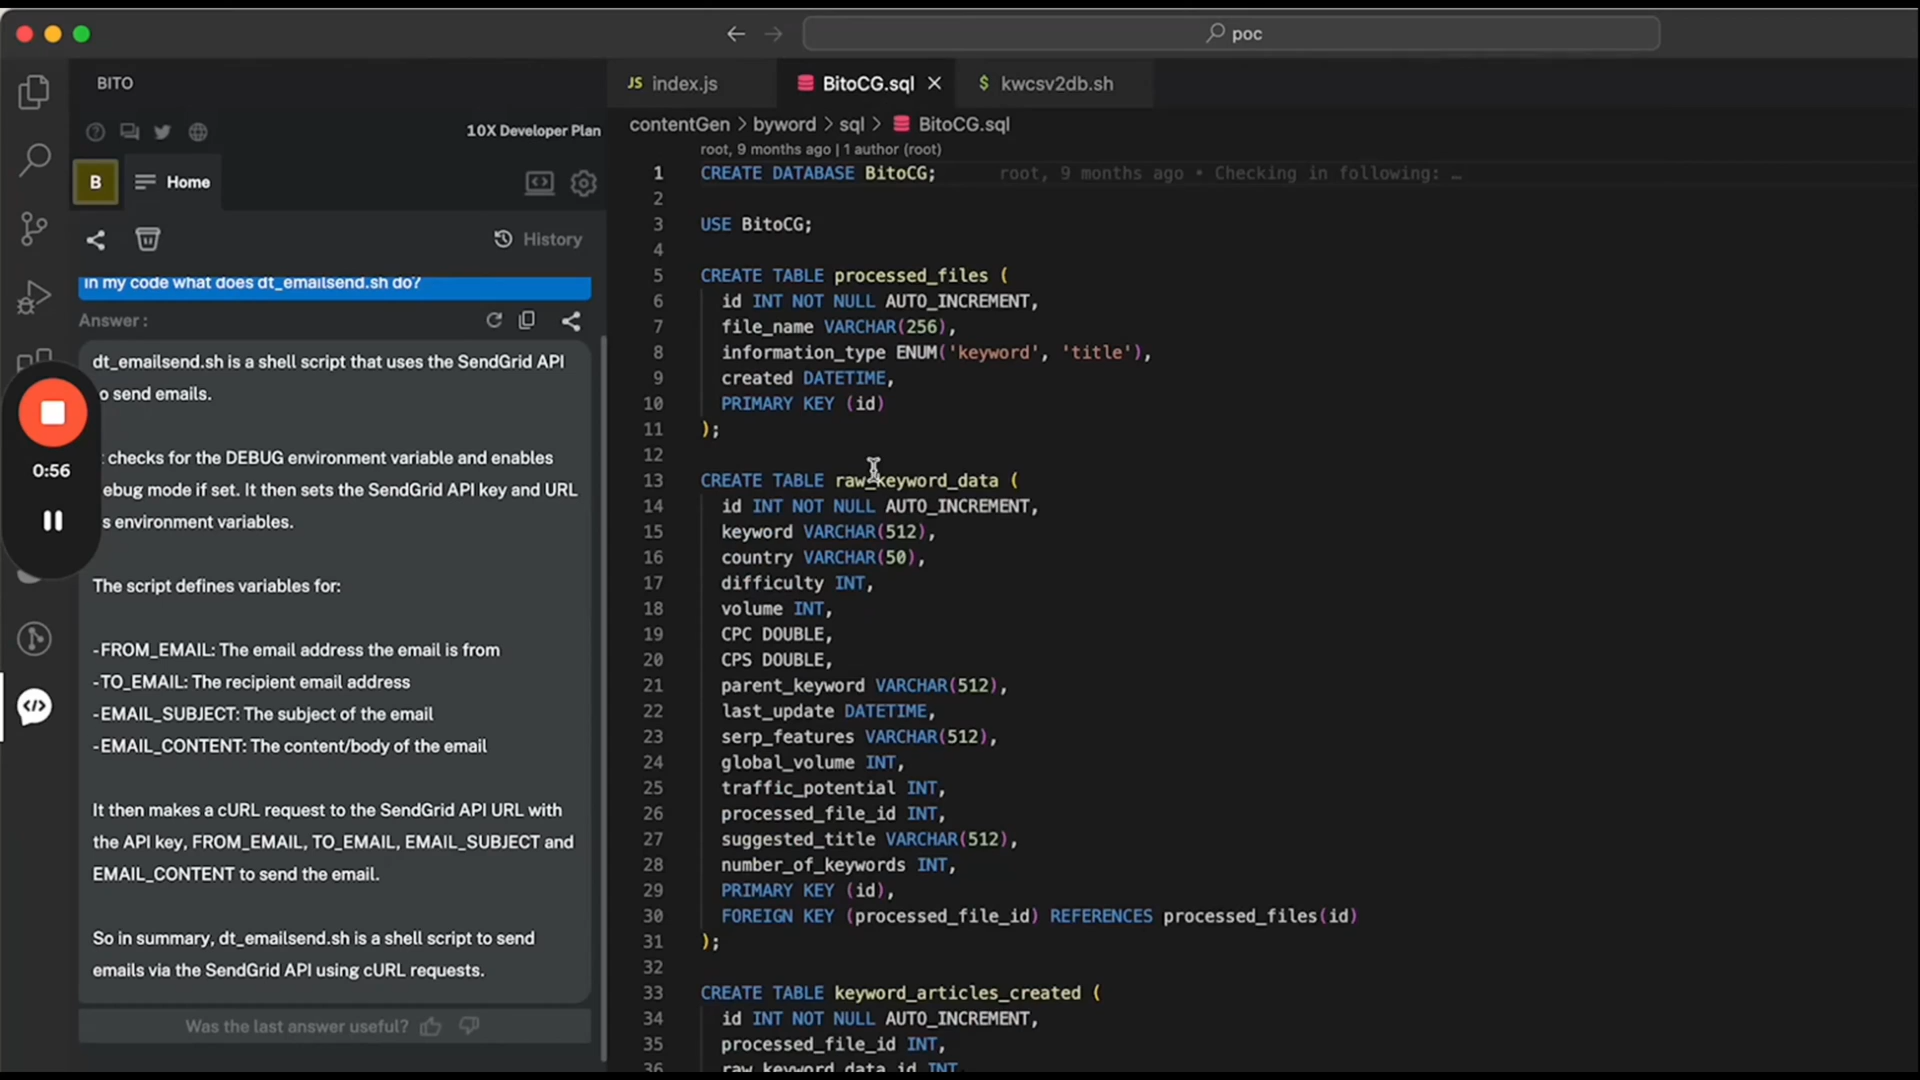 poc
BITO
10X Developer Plan
B
Home
History
in my code what does dt_emailsend.sh do?
Answer :
dt_emailsend.sh is a shell script that uses the SendGrid API
o send emails.
checks for the DEBUG environment variable and enables
ebug mode if set. It then sets the SendGrid API key and URL
s environment variables.
The script defines variables for:
-FROM_EMAIL: The email address the email is from
-TO_EMAIL: The recipient email address
-EMAIL_SUBJECT: The subject of the email
-EMAIL_CONTENT: The content/body of the email
It then makes a cURL request to the SendGrid API URL with
the API key, FROM_EMAIL, TO_EMAIL, EMAIL_SUBJECT and
EMAIL_CONTENT to send the email.
So in summary, dt_emailsend.sh is a shell script to send
emails via the SendGrid API using cURL requests.
Was the last answer useful?
0:56
JS index.js
BitoCG.sql
$ kwcsv2db.sh
contentGen > byword > sql > BitoCG.sql
root, 9 months ago | 1 author (root)
1 CREATE DATABASE BitoCG; root, 9 months ago • Checking in following: …
2
3 USE BitoCG;
4
5 CREATE TABLE processed_files (
6 id INT NOT NULL AUTO_INCREMENT,
7 file_name VARCHAR(256),
8 information_type ENUM('keyword', 'title'),
9 created DATETIME,
10 PRIMARY KEY (id)
11 );
12
13 CREATE TABLE raw_keyword_data (
14 id INT NOT NULL AUTO_INCREMENT,
15 keyword VARCHAR(512),
16 country VARCHAR(50),
17 difficulty INT,
18 volume INT,
19 CPC DOUBLE,
20 CPS DOUBLE,
21 parent_keyword VARCHAR(512),
22 last_update DATETIME,
23 serp_features VARCHAR(512),
24 global_volume INT,
25 traffic_potential INT,
26 processed_file_id INT,
27 suggested_title VARCHAR(512),
28 number_of_keywords INT,
29 PRIMARY KEY (id),
30 FOREIGN KEY (processed_file_id) REFERENCES processed_files(id)
31 );
32
33 CREATE TABLE keyword_articles_created (
34 id INT NOT NULL AUTO_INCREMENT,
35 processed_file_id INT,
36 raw_keyword_data_id INT,